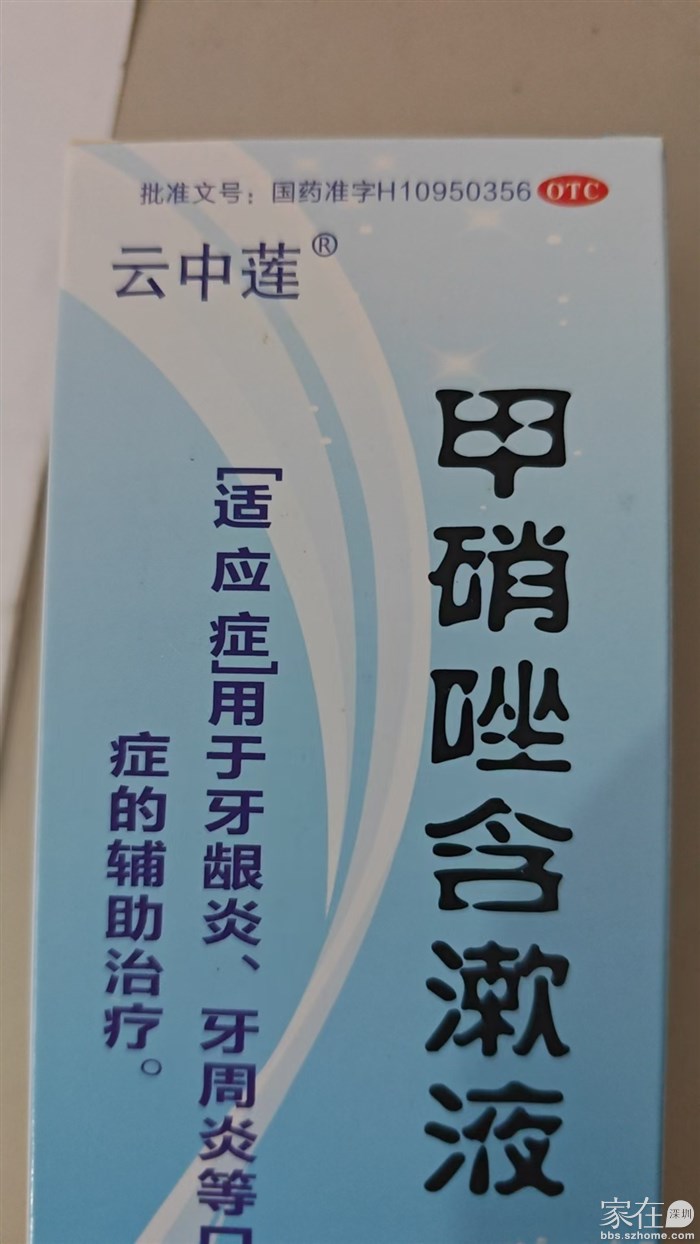 批准文号：国药准字H10950356 OTC
云中莲®
甲硝唑含漱液
[适应症]用于牙龈炎、牙周炎等口
症的辅助治疗。
家在深圳
bbs.szhome.com